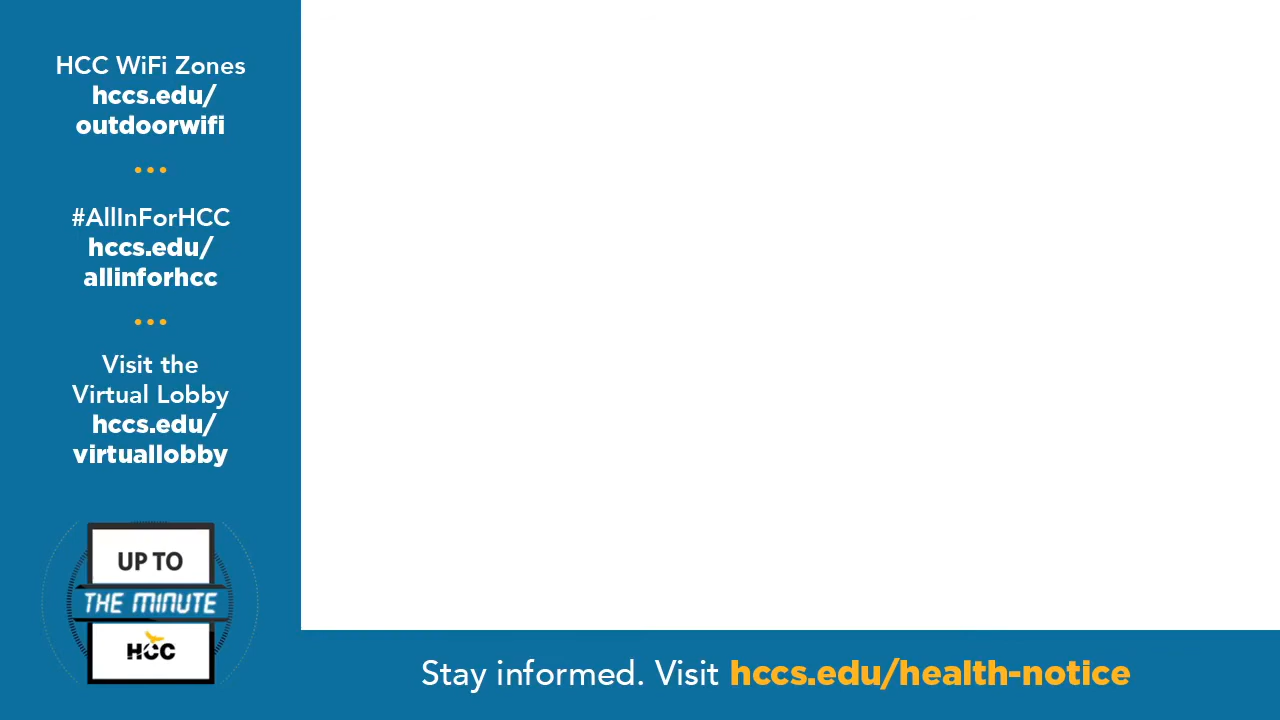 HCC WiFi Zones
hccs.edu/
outdoorwifi
#AllInForHCC
hccs.edu/
allinforhcc
Visit the
Virtual Lobby
hccs.edu/
virtuallobby
UP TO
THE MINUTE
HCC
Stay informed. Visit hccs.edu/health-notice